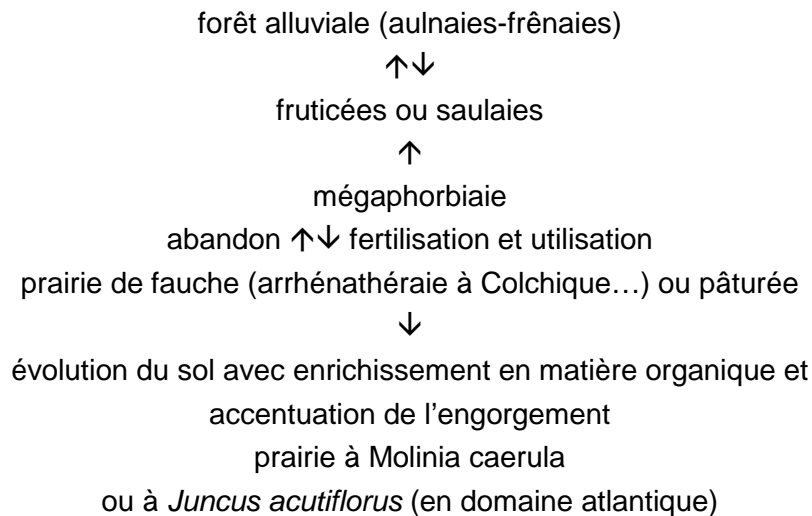 forêt alluviale (aulnaies-frênaies)
↑↓
fruticées ou saulaies
↑
mégaphorbiaie
abandon ↑↓ fertilisation et utilisation
prairie de fauche (arrhénathéraie à Colchique…) ou pâturée
↓
évolution du sol avec enrichissement en matière organique et
accentuation de l'engorgement
prairie à Molinia caerula
ou à Juncus acutiflorus (en domaine atlantique)